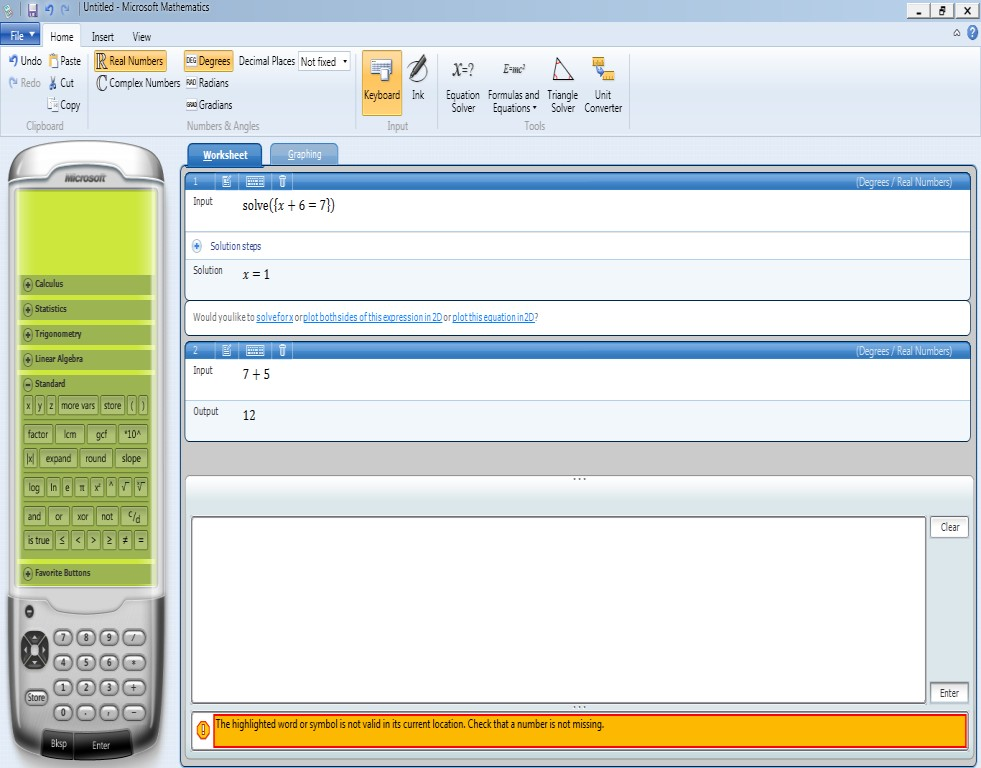 Untitled - Microsoft Mathematics
File Home Insert View
Undo Paste Real Numbers DEG Degrees Decimal Places Not fixed
Redo Cut Complex Numbers RAD Radians
Copy GRAD Gradians
Keyboard Ink
X=? E=mc²
Equation Solver Formulas and Equations Triangle Solver Unit Converter
Clipboard Numbers & Angles Input Tools
Microsoft
Calculus
Statistics
Trigonometry
Linear Algebra
Standard
x y z more vars store ( )
factor lcm gcf *10^
|x| expand round slope
log ln e π x² ^ √
and or xor not c/d
is true ≤ < > ≥ ≠ =
Favorite Buttons
7 8 9 /
4 5 6 *
1 2 3 +
Store
0 . , −
Bksp Enter
Worksheet Graphing
1 (Degrees / Real Numbers)
Input solve({x + 6 = 7})
Solution steps
Solution x = 1
Would you like to solve for x or plot both sides of this expression in 2D or plot this equation in 2D?
2 (Degrees / Real Numbers)
Input 7 + 5
Output 12
Clear
Enter
The highlighted word or symbol is not valid in its current location. Check that a number is not missing.